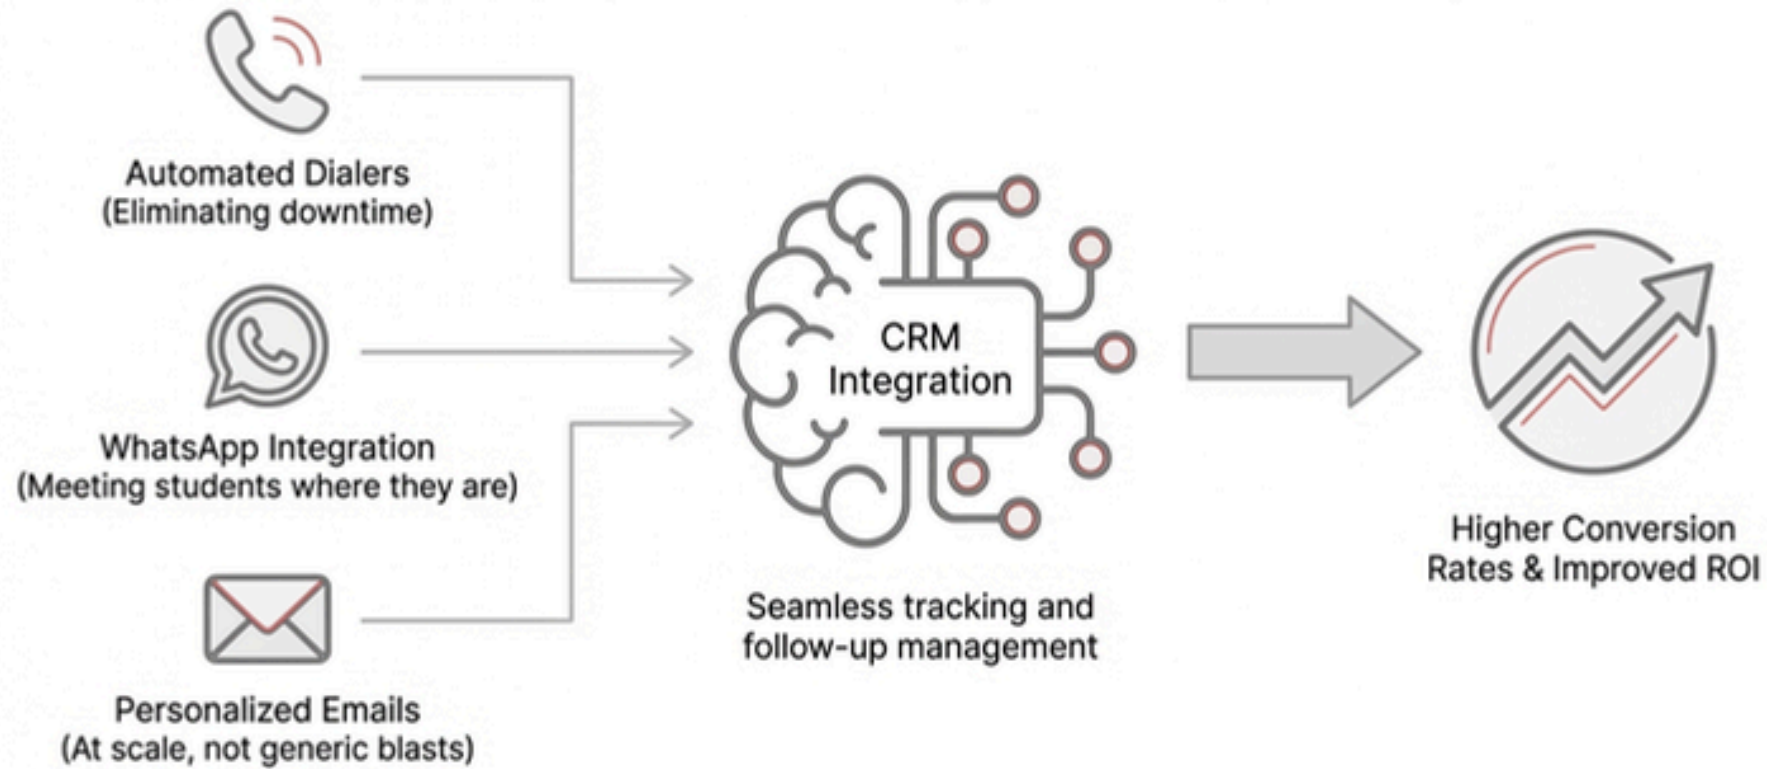 Automated Dialers
(Eliminating downtime)
WhatsApp Integration
(Meeting students where they are)
Personalized Emails
(At scale, not generic blasts)
CRM
Integration
Seamless tracking and
follow-up management
Higher Conversion
Rates & Improved ROI